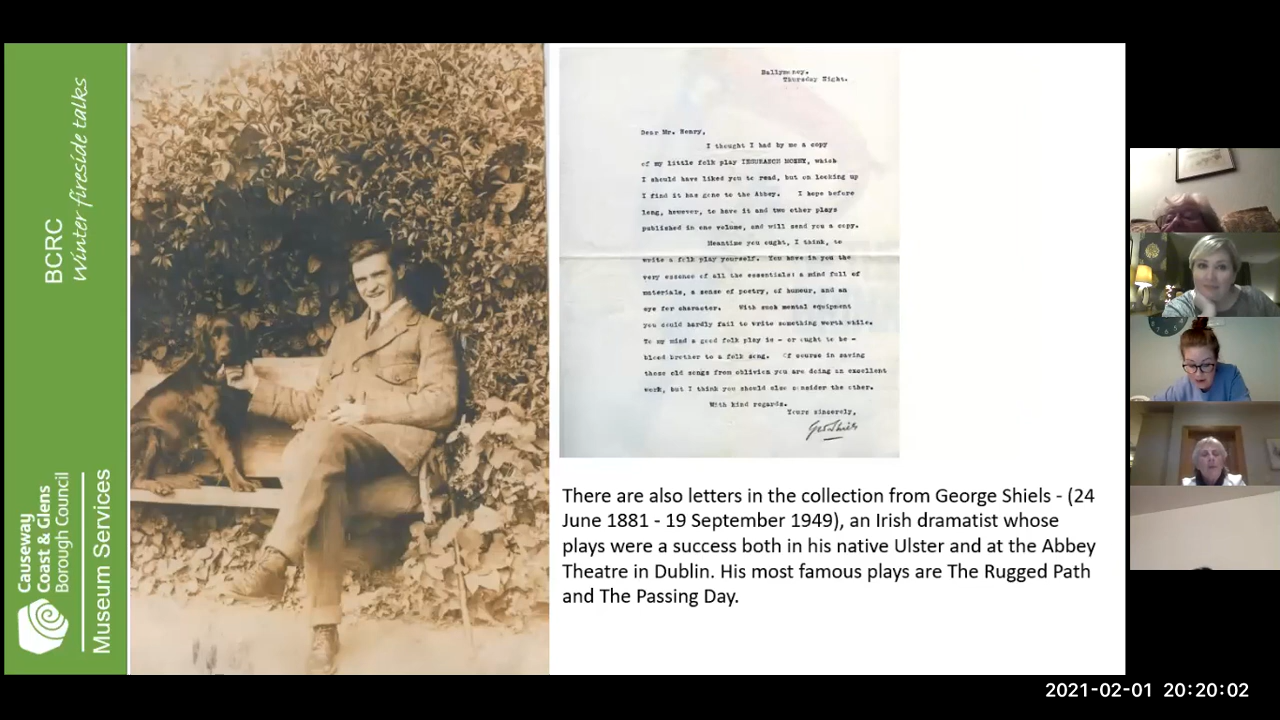 BCRC
Winter fireside talks
Causeway
Coast & Glens
Borough Council
Museum Services
Ballymoney.
Thursday Night.
Dear Mr. Henry,
I thought I had by me a copy
of my little folk play, which
I should have liked you to read, but on looking up
I find it has gone to the Abbey. I hope before
long, however, to have it and two other plays
published in one volume, and will send you a copy.
Meantime you ought, I think, to
write a folk play yourself. You have in you the
very essence of all the essentials: a mind full of
materials, a sense of poetry, of humour, and an
eye for character. With such mental equipment
you could hardly fail to write something worth while.
To my mind a good folk play is - or ought to be -
blood brother to a folk song. Of course in saving
those old songs from oblivion you are doing an excellent
work, but I think you should also consider the other.
With kind regards.
Yours sincerely,
Geo Shiels
There are also letters in the collection from George Shiels - (24
June 1881 - 19 September 1949), an Irish dramatist whose
plays were a success both in his native Ulster and at the Abbey
Theatre in Dublin. His most famous plays are The Rugged Path
and The Passing Day.
2021-02-01 20:20:02